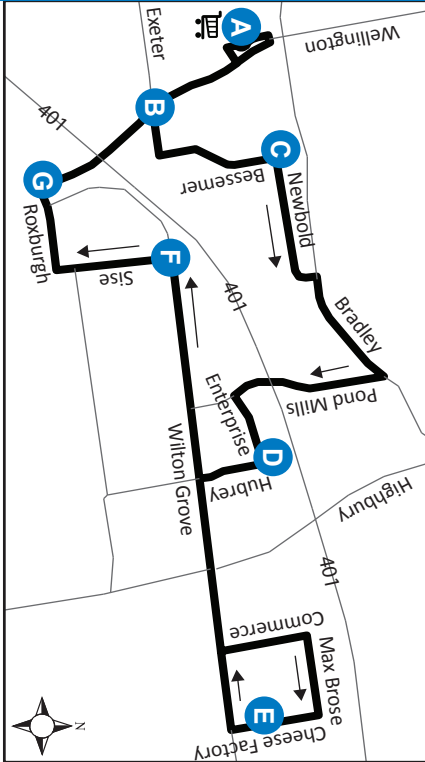 Wellington
A
Exeter
B
401
C
Bessemer
Newbold
G
Roxburgh
Sise
F
401
Bradley
Pond Mills
Enterprise
D
Hubrey
Wilton Grove
Highbury
401
Commerce
Max Brose
E
Cheese Factory
N